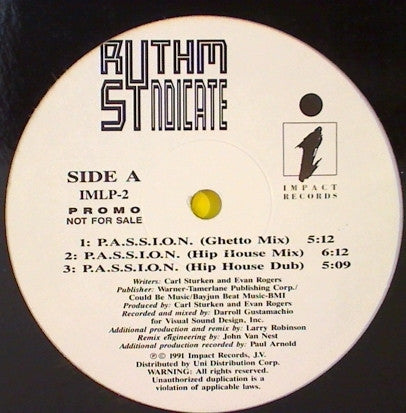 RYTHM
SYNDICATE
i
IMPACT
RECORDS
SIDE A
IMLP-2
PROMO
NOT FOR SALE
1: P.A.S.S.I.O.N. (Ghetto Mix) 5:12
2: P.A.S.S.I.O.N. (Hip House Mix) 6:12
3: P.A.S.S.I.O.N. (Hip House Dub) 5:09
Writers: Carl Sturken and Evan Rogers
Publisher: Warner-Tamerlane Publishing Corp./
Could Be Music/Bayjun Beat Music-BMI
Produced by: Carl Sturken and Evan Rogers
Recorded and mixed by: Darroll Gustamachio
for Visual Sound Design, Inc.
Additional production and remix by: Larry Robinson
Remix engineering by: John Van Nest
Additional production recorded by: Paul Arnold
℗ © 1991 Impact Records, J.V.
Distributed by Uni Distribution Corp.
WARNING: All rights reserved.
Unauthorized duplication is a
violation of applicable laws.